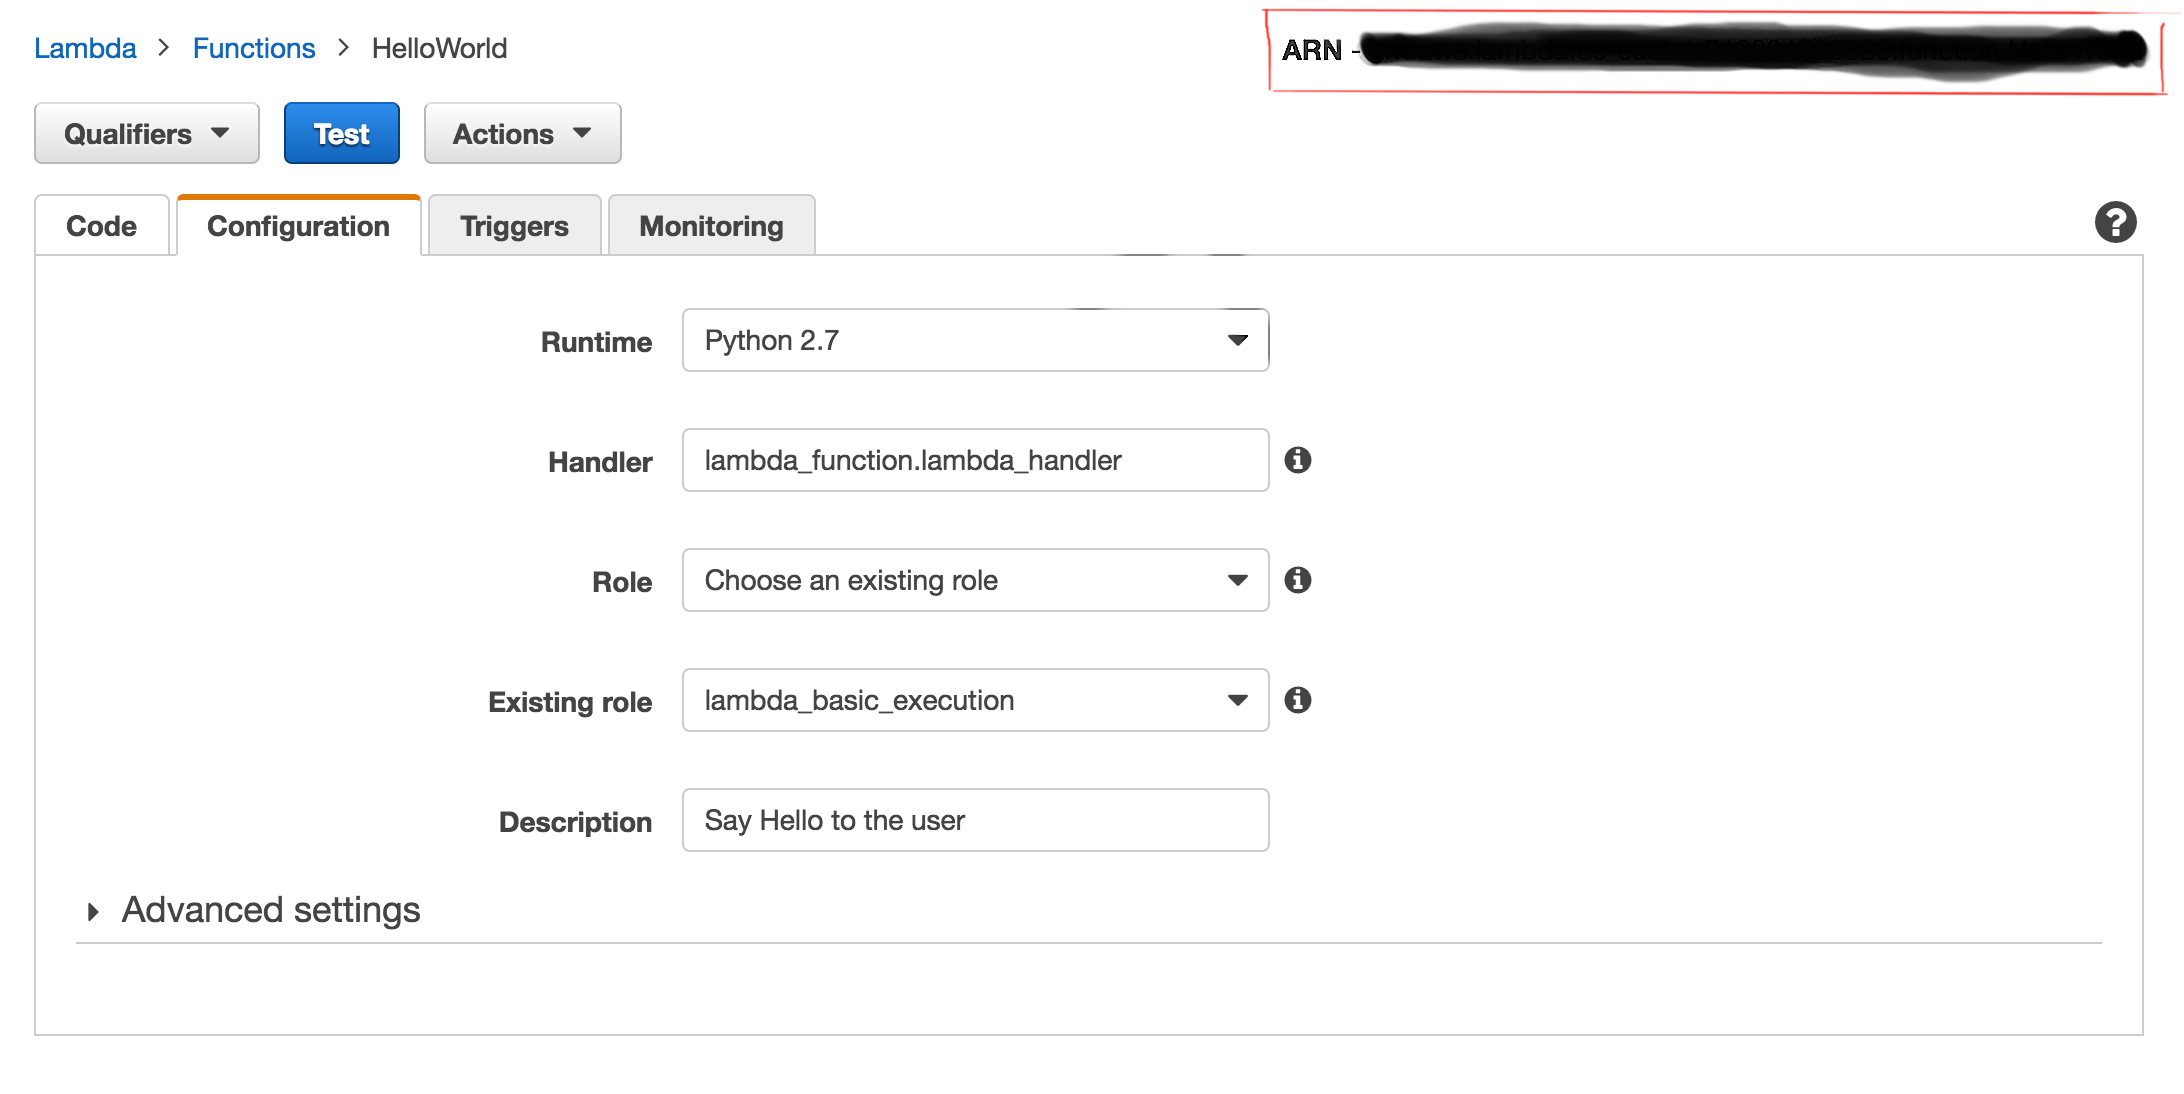 Lambda > Functions > HelloWorld
ARN -
Qualifiers Test Actions
Code Configuration Triggers Monitoring
Runtime Python 2.7
Handler lambda_function.lambda_handler
Role Choose an existing role
Existing role lambda_basic_execution
Description Say Hello to the user
Advanced settings